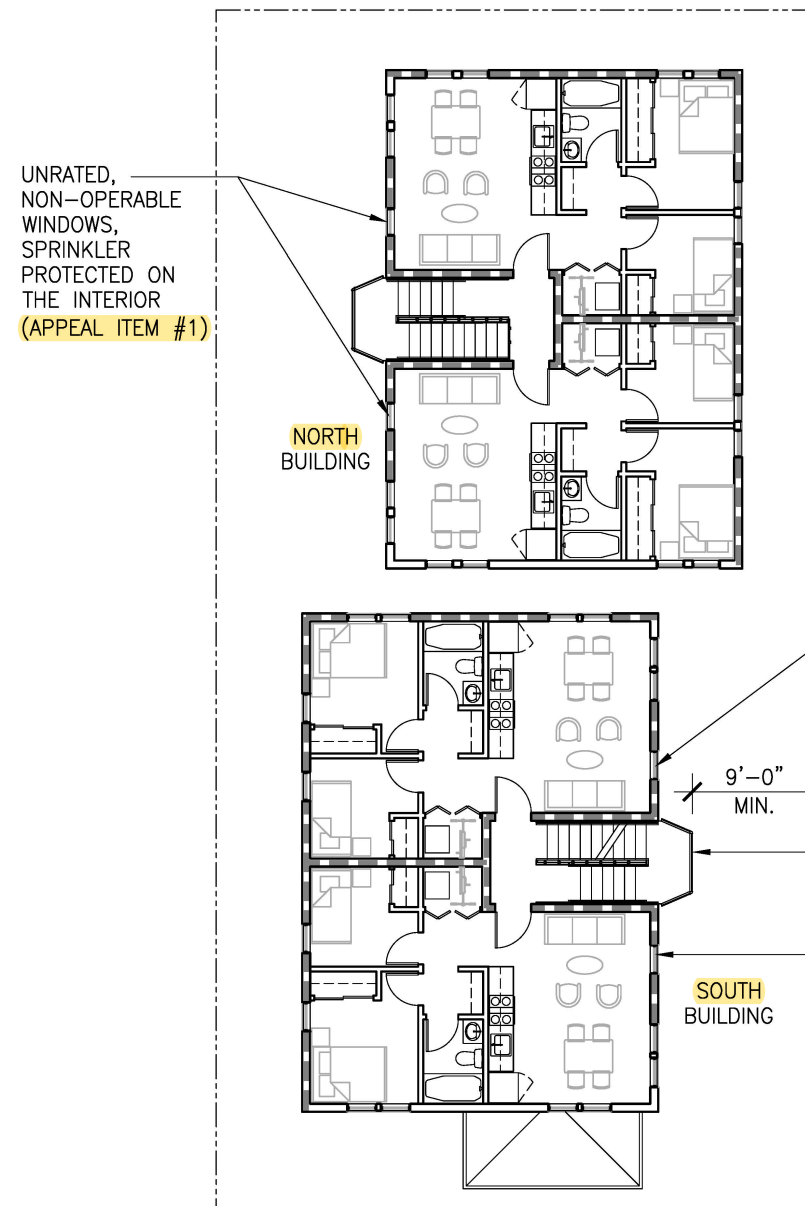 UNRATED,
NON-OPERABLE
WINDOWS,
SPRINKLER
PROTECTED ON
THE INTERIOR
(APPEAL ITEM #1)
NORTH
BUILDING
9'-0"
MIN.
SOUTH
BUILDING